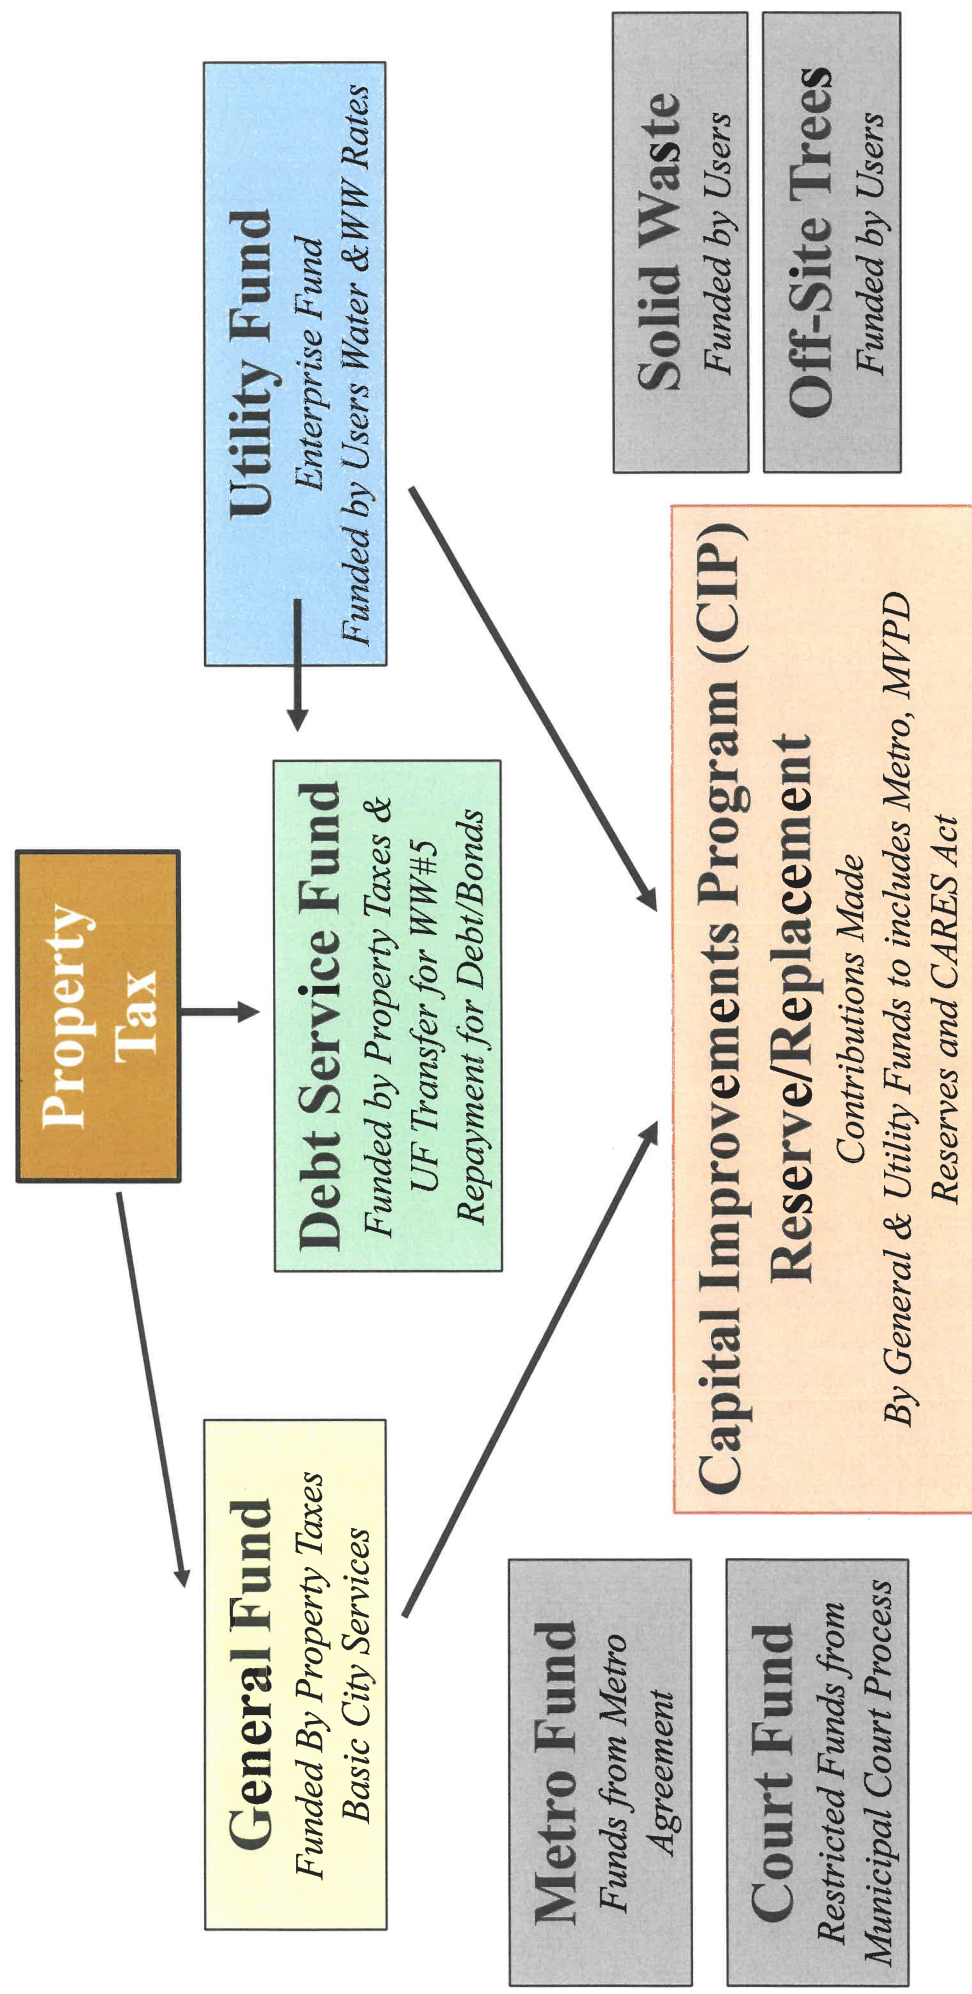 Property
Tax
General Fund
Funded By Property Taxes
Basic City Services
Debt Service Fund
Funded by Property Taxes &
UF Transfer for WW#5
Repayment for Debt/Bonds
Utility Fund
Enterprise Fund
Funded by Users Water &WW Rates
Metro Fund
Funds from Metro
Agreement
Court Fund
Restricted Funds from
Municipal Court Process
Capital Improvements Program (CIP)
Reserve/Replacement
Contributions Made
By General & Utility Funds to includes Metro, MVPD
Reserves and CARES Act
Solid Waste
Funded by Users
Off-Site Trees
Funded by Users